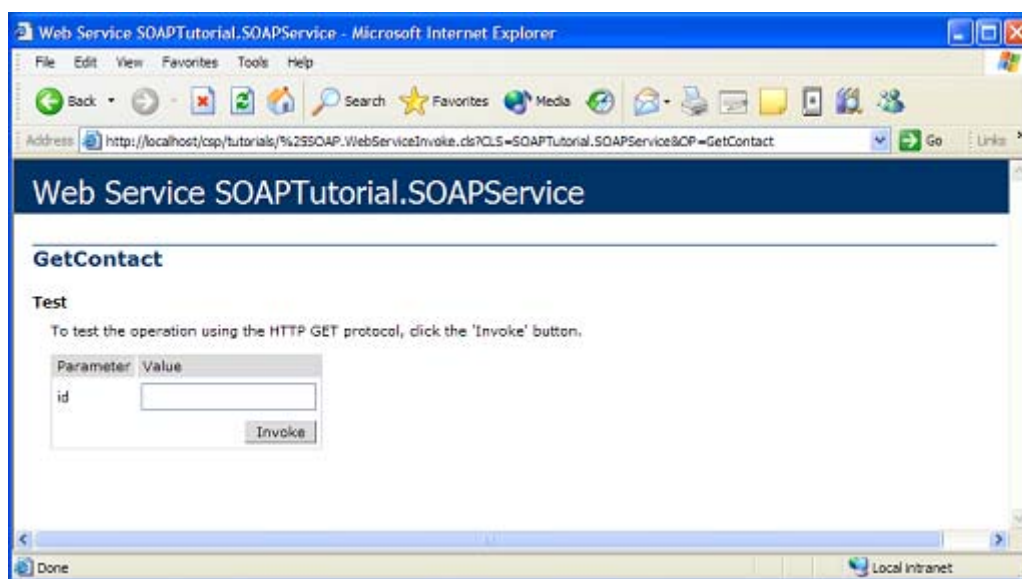 Web Service SOAPTutorial.SOAPService - Microsoft Internet Explorer
File Edit View Favorites Tools Help
Back Search Favorites Media
Address http://localhost/csp/tutorials/%25SOAP.WebServiceInvoke.cls?CLS=SOAPTutorial.SOAPService&OP=GetContact Go Links
Web Service SOAPTutorial.SOAPService
GetContact
Test
To test the operation using the HTTP GET protocol, click the 'Invoke' button.
Parameter Value
id
Invoke
Done Local intranet